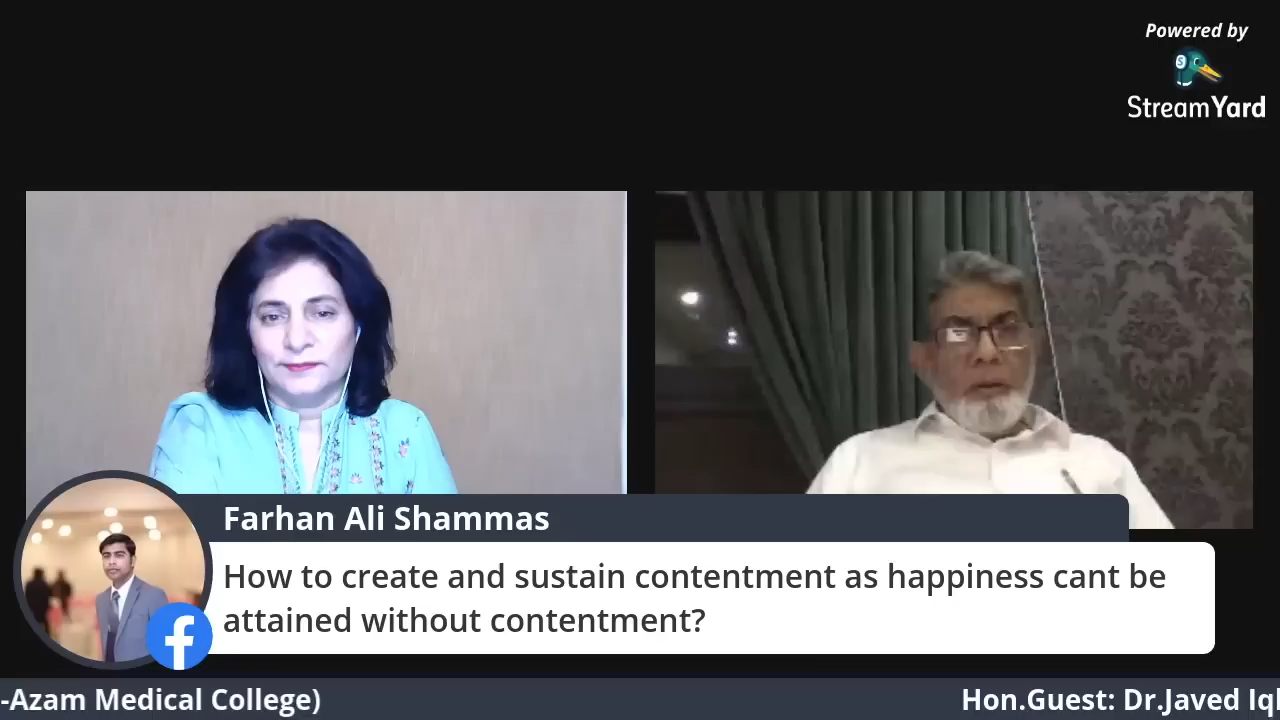 Powered by
StreamYard
Farhan Ali Shammas
How to create and sustain contentment as happiness cant be
attained without contentment?
-Azam Medical College)
Hon.Guest: Dr.Javed